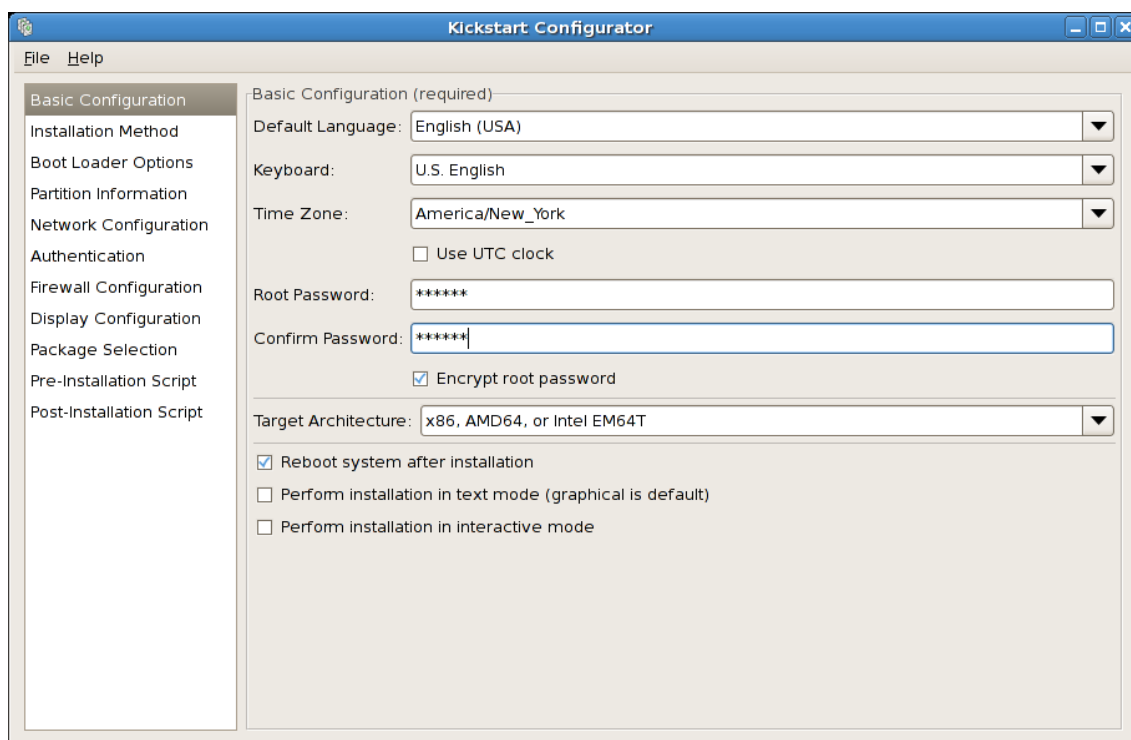 Kickstart Configurator
File Help
Basic Configuration
Installation Method
Boot Loader Options
Partition Information
Network Configuration
Authentication
Firewall Configuration
Display Configuration
Package Selection
Pre-Installation Script
Post-Installation Script
Basic Configuration (required)
Default Language: English (USA)
Keyboard: U.S. English
Time Zone: America/New_York
Use UTC clock
Root Password: ******
Confirm Password: ******
Encrypt root password
Target Architecture: x86, AMD64, or Intel EM64T
Reboot system after installation
Perform installation in text mode (graphical is default)
Perform installation in interactive mode